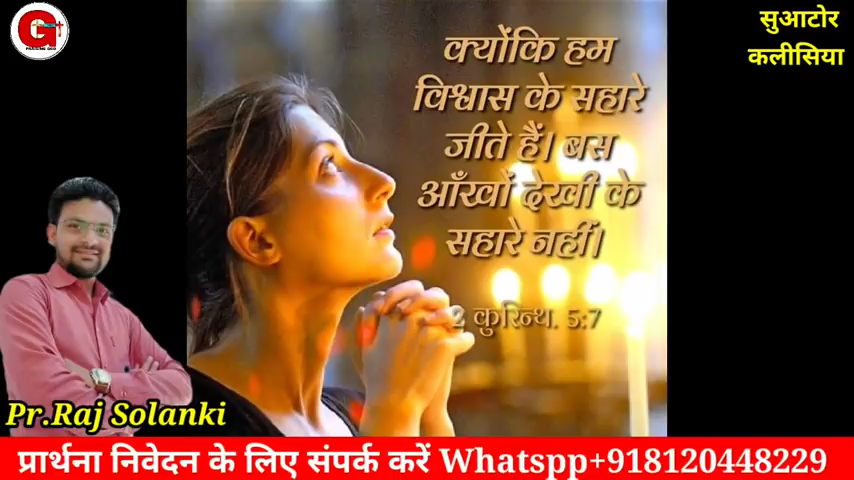 G
सुआटोर
कलीसिया
क्योंकि हम
विश्वास के सहारे
जीते हैं। बस
आँखों देखी के
सहारे नहीं।
2 कुरिन्थ. 5:7
Pr.Raj Solanki
प्रार्थना निवेदन के लिए संपर्क करें Whatspp+918120448229